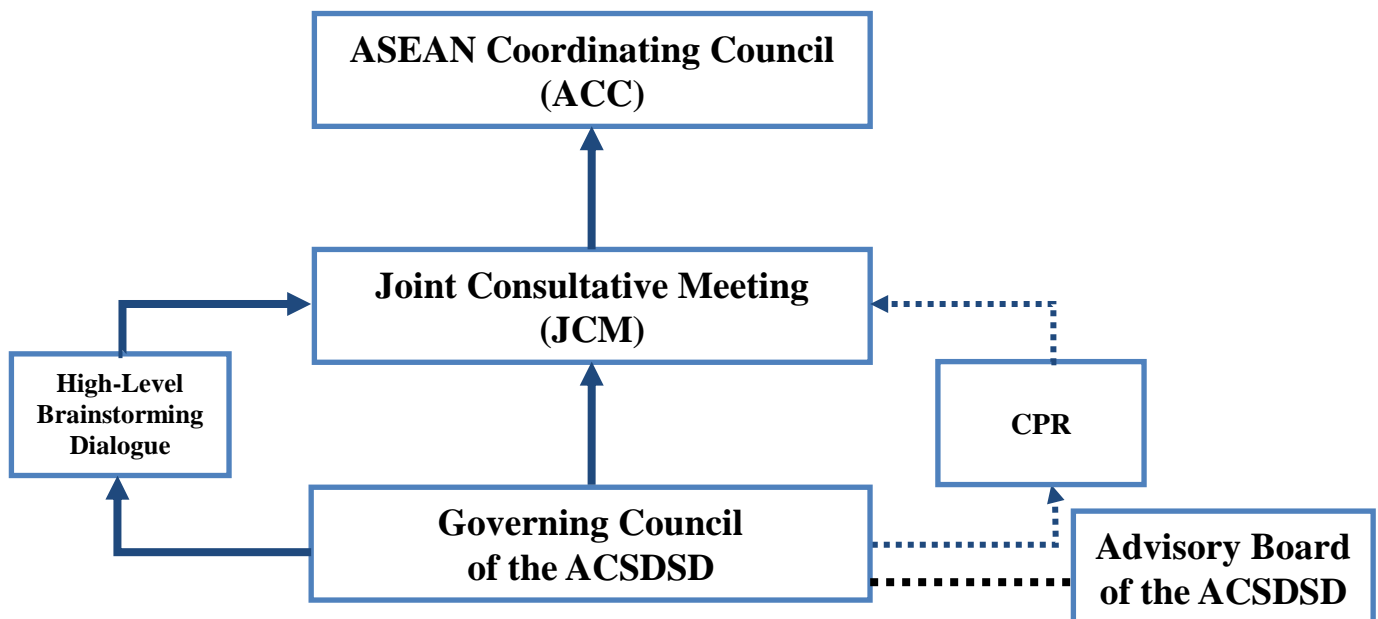 ASEAN Coordinating Council
(ACC)
Joint Consultative Meeting
(JCM)
High-Level
Brainstorming
Dialogue
CPR
Governing Council
of the ACSDSD
Advisory Board
of the ACSDSD